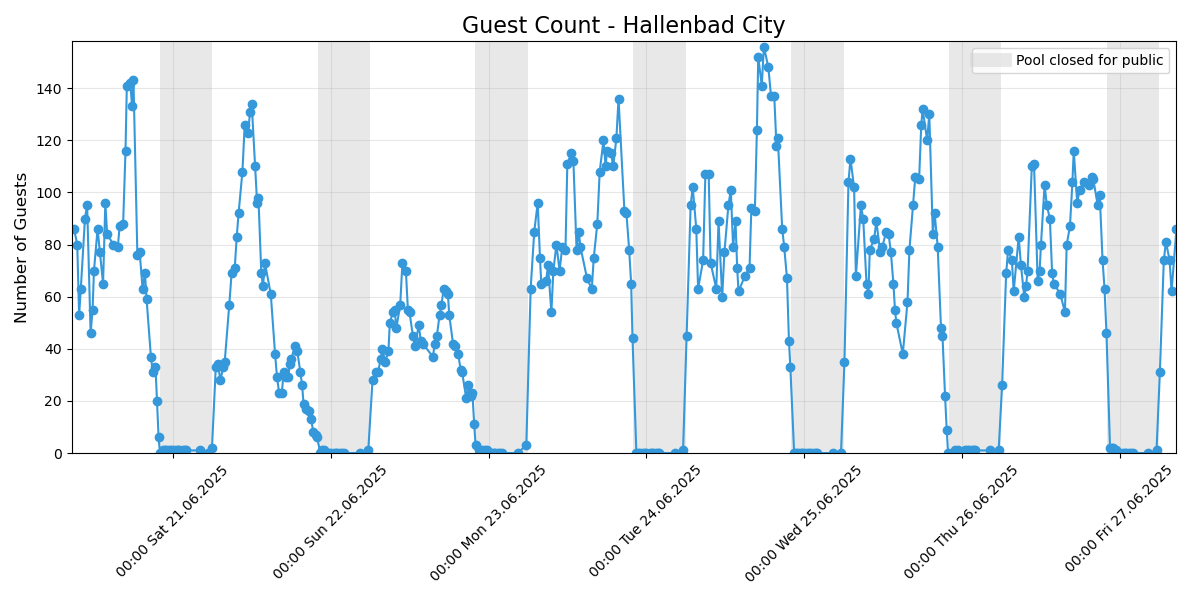 Guest Count - Hallenbad City
Pool closed for public
Number of Guests
140
120
100
80
60
40
20
0
00:00 Sat 21.06.2025
00:00 Sun 22.06.2025
00:00 Mon 23.06.2025
00:00 Tue 24.06.2025
00:00 Wed 25.06.2025
00:00 Thu 26.06.2025
00:00 Fri 27.06.2025